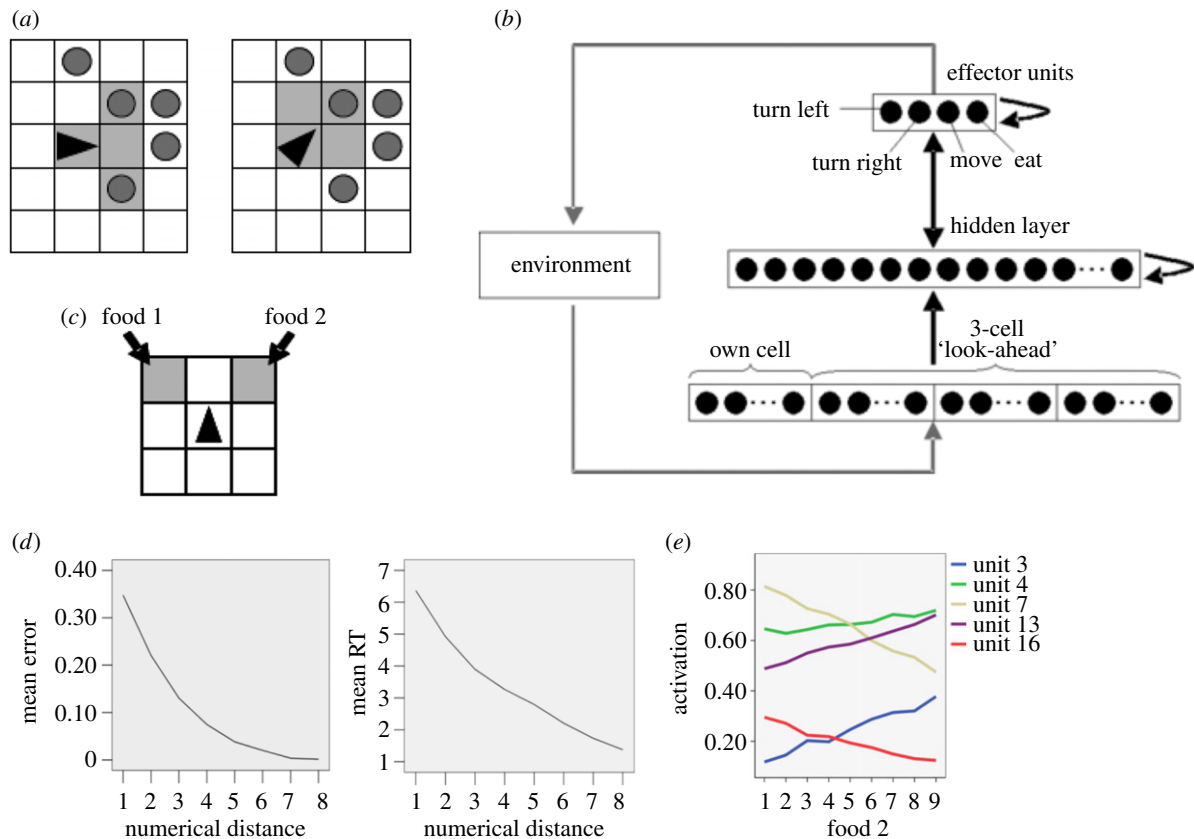 (a)
(b)
effector units
turn left
turn right
move
eat
hidden layer
environment
3-cell
'look-ahead'
own cell
(c)
food 1
food 2
(d)
0.40
0.30
0.20
0.10
0
mean error
1 2 3 4 5 6 7 8
numerical distance
7
6
5
4
3
2
1
mean RT
1 2 3 4 5 6 7 8
numerical distance
(e)
0.80
0.60
0.40
0.20
activation
1 2 3 4 5 6 7 8 9
food 2
unit 3
unit 4
unit 7
unit 13
unit 16